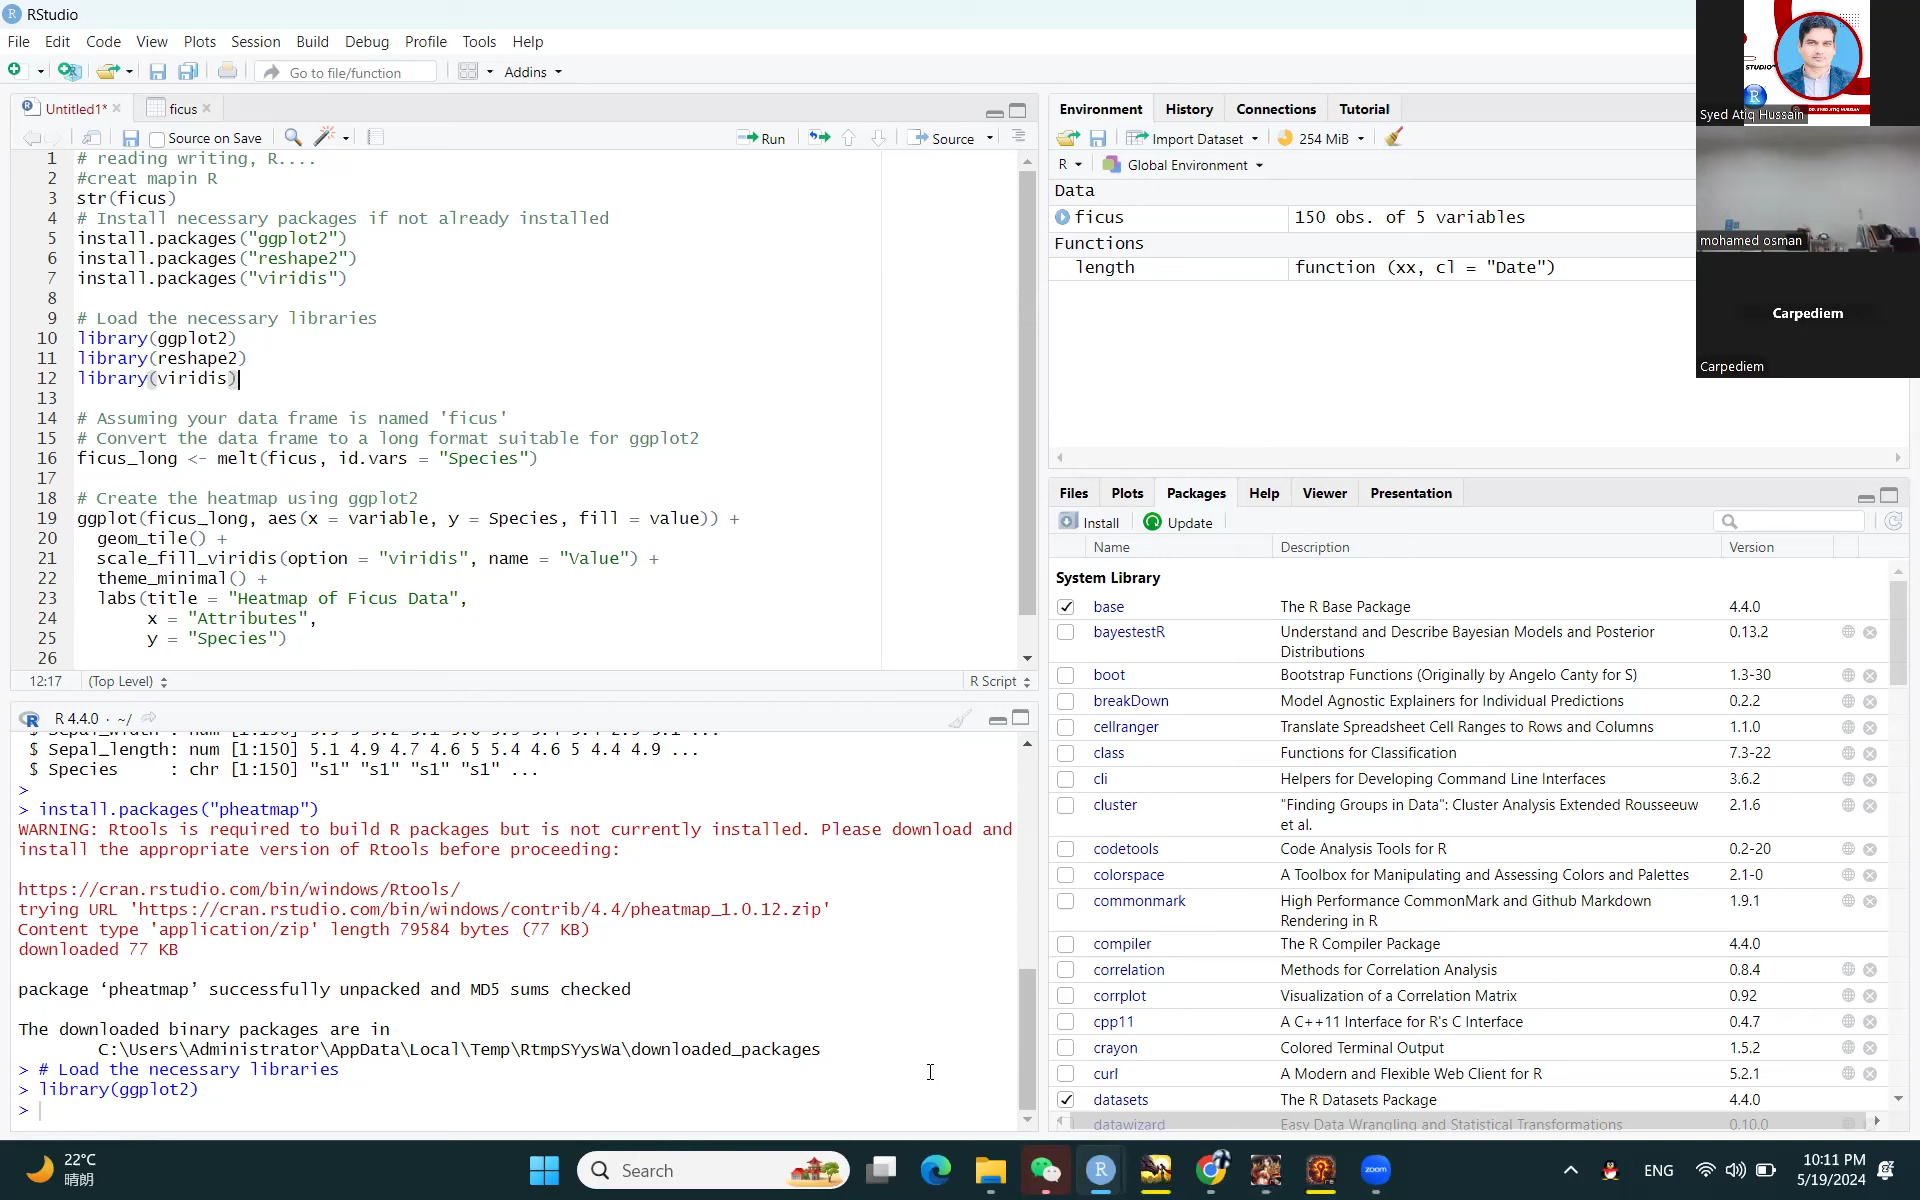 RStudio
File Edit Code View Plots Session Build Debug Profile Tools Help
Go to file/function Addins
Untitled1* ficus
Source on Save Run Source
1 # reading writing, R....
2 #creat mapin R
3 str(ficus)
4 # Install necessary packages if not already installed
5 install.packages("ggplot2")
6 install.packages("reshape2")
7 install.packages("viridis")
8
9 # Load the necessary libraries
10 library(ggplot2)
11 library(reshape2)
12 library(viridis)
13
14 # Assuming your data frame is named 'ficus'
15 # Convert the data frame to a long format suitable for ggplot2
16 ficus_long <- melt(ficus, id.vars = "Species")
17
18 # Create the heatmap using ggplot2
19 ggplot(ficus_long, aes(x = variable, y = Species, fill = value)) +
20 geom_tile() +
21 scale_fill_viridis(option = "viridis", name = "Value") +
22 theme_minimal() +
23 labs(title = "Heatmap of Ficus Data",
24 x = "Attributes",
25 y = "Species")
26
12:17 (Top Level) R Script
R 4.4.0 · ~/
$ Sepal_length: num [1:150] 5.1 4.9 4.7 4.6 5 5.4 4.6 5 4.4 4.9 ...
$ Species : chr [1:150] "s1" "s1" "s1" "s1" ...
>
> install.packages("pheatmap")
WARNING: Rtools is required to build R packages but is not currently installed. Please download and
install the appropriate version of Rtools before proceeding:
https://cran.rstudio.com/bin/windows/Rtools/
trying URL 'https://cran.rstudio.com/bin/windows/contrib/4.4/pheatmap_1.0.12.zip'
Content type 'application/zip' length 79584 bytes (77 KB)
downloaded 77 KB
package ‘pheatmap’ successfully unpacked and MD5 sums checked
The downloaded binary packages are in
C:\Users\Administrator\AppData\Local\Temp\RtmpSYysWa\downloaded_packages
> # Load the necessary libraries
> library(ggplot2)
>
Environment History Connections Tutorial
Import Dataset 254 MiB
R Global Environment
Data
ficus 150 obs. of 5 variables
Functions
length function (xx, cl = "Date")
STUDIO
DR. SYED ATIQ HUSSAIN
Syed Atiq Hussain
mohamed osman
Carpediem
Carpediem
Files Plots Packages Help Viewer Presentation
Install Update
Name Description Version
System Library
base The R Base Package 4.4.0
bayestestR Understand and Describe Bayesian Models and Posterior Distributions 0.13.2
boot Bootstrap Functions (Originally by Angelo Canty for S) 1.3-30
breakDown Model Agnostic Explainers for Individual Predictions 0.2.2
cellranger Translate Spreadsheet Cell Ranges to Rows and Columns 1.1.0
class Functions for Classification 7.3-22
cli Helpers for Developing Command Line Interfaces 3.6.2
cluster "Finding Groups in Data": Cluster Analysis Extended Rousseeuw et al. 2.1.6
codetools Code Analysis Tools for R 0.2-20
colorspace A Toolbox for Manipulating and Assessing Colors and Palettes 2.1-0
commonmark High Performance CommonMark and Github Markdown Rendering in R 1.9.1
compiler The R Compiler Package 4.4.0
correlation Methods for Correlation Analysis 0.8.4
corrplot Visualization of a Correlation Matrix 0.92
cpp11 A C++11 Interface for R's C Interface 0.4.7
crayon Colored Terminal Output 1.5.2
curl A Modern and Flexible Web Client for R 5.2.1
datasets The R Datasets Package 4.4.0
datawizard Easy Data Wrangling and Statistical Transformations 0.10.0
22°C
晴朗
Search
zoom
ENG
10:11 PM
5/19/2024